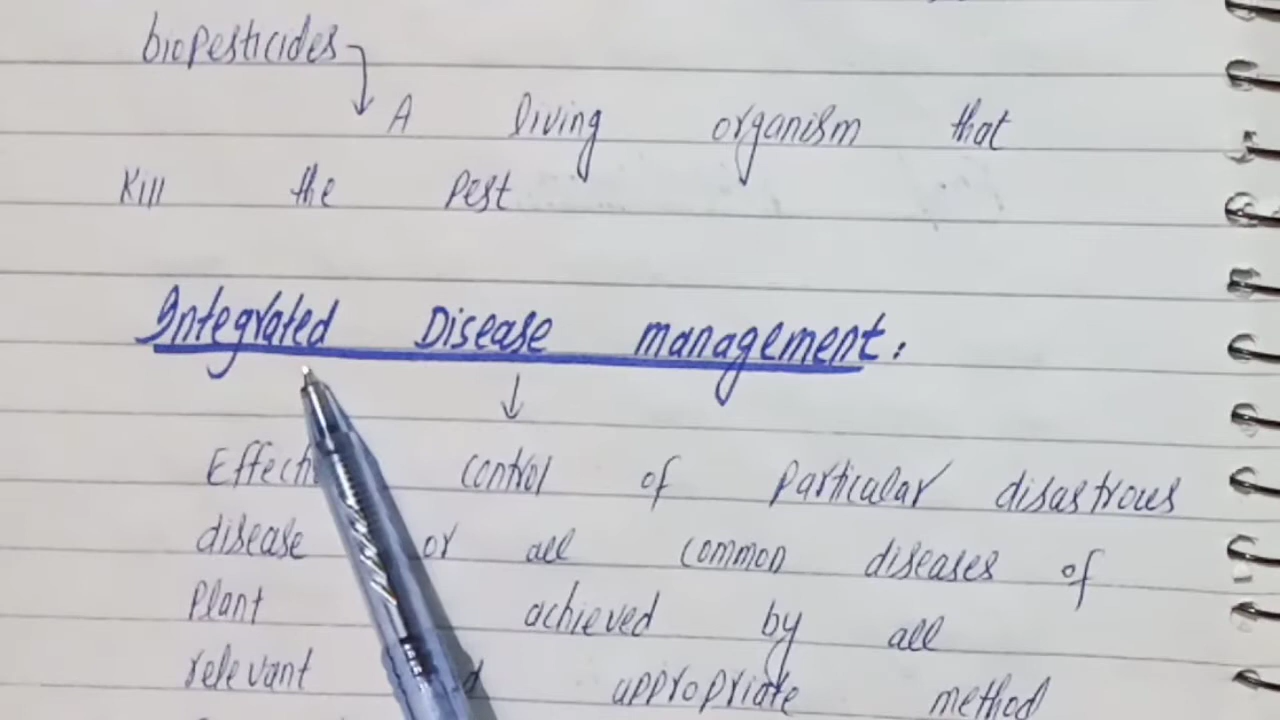 biopesticides
A living organism that
Kill the Pest
Integrated Disease management:
control of Particular disastrous
disease or all common diseases of
Plant achieved by all
relevant appropriate method